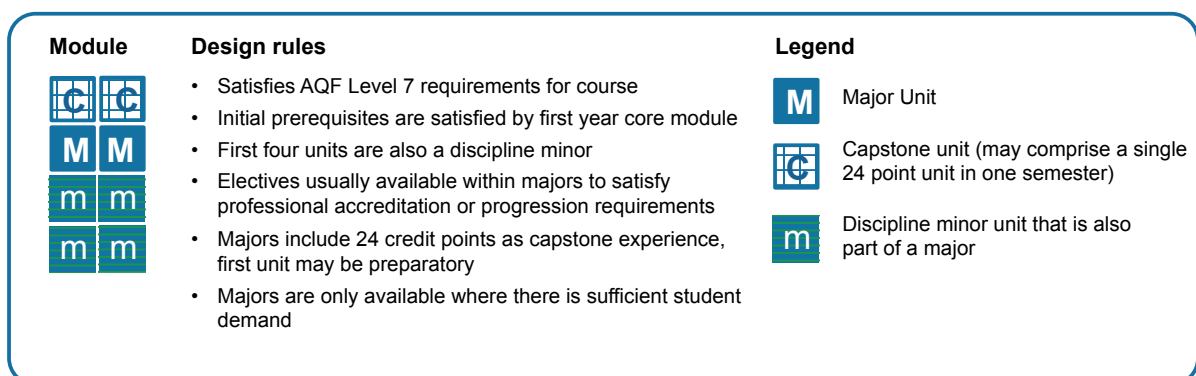 Module
C C
M M
m m
m m
Design rules
• Satisfies AQF Level 7 requirements for course
• Initial prerequisites are satisfied by first year core module
• First four units are also a discipline minor
• Electives usually available within majors to satisfy
professional accreditation or progression requirements
• Majors include 24 credit points as capstone experience,
first unit may be preparatory
• Majors are only available where there is sufficient student
demand
Legend
M Major Unit
C Capstone unit (may comprise a single
24 point unit in one semester)
m Discipline minor unit that is also
part of a major